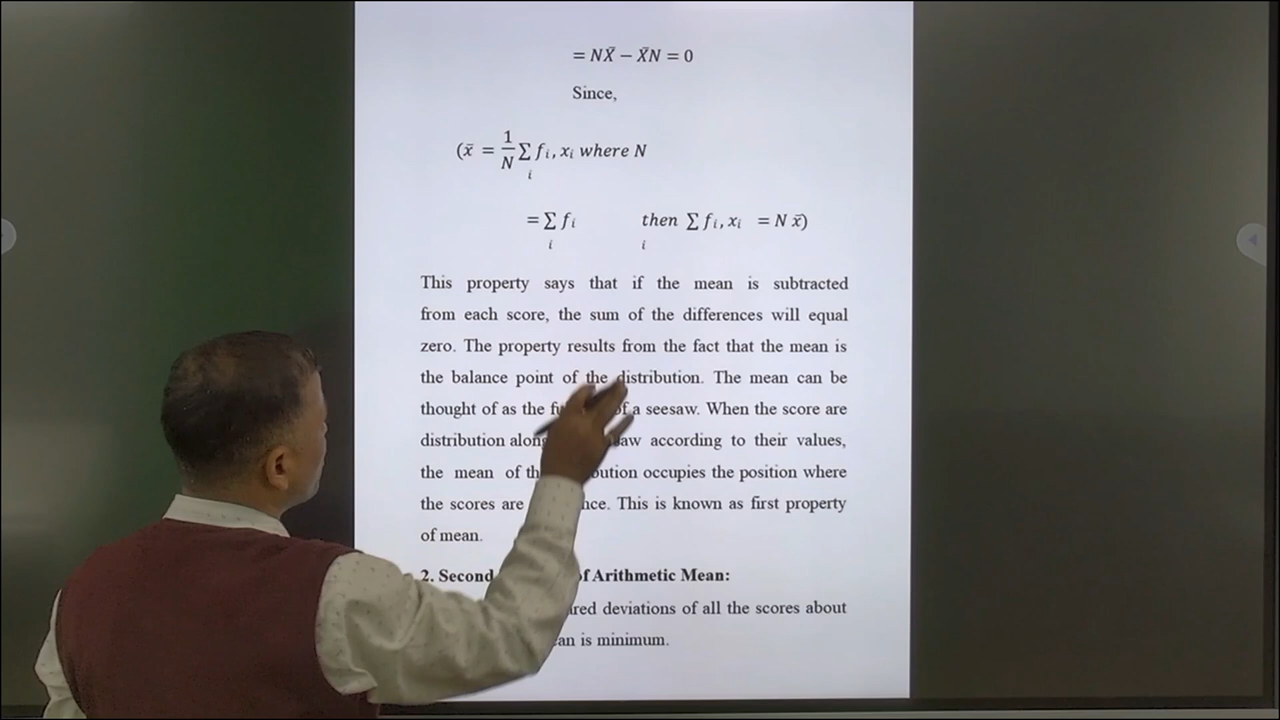 = NX̄ − X̄N = 0
Since,
(x̄ = 1/N Σ fᵢ, xᵢ where N
i
= Σ fᵢ then Σ fᵢ, xᵢ = N x̄)
i i
This property says that if the mean is subtracted
from each score, the sum of the differences will equal
zero. The property results from the fact that the mean is
the balance point of the distribution. The mean can be
thought of as the of a seesaw. When the score are
distribution according to their values,
the mean of occupies the position where
the scores are This is known as first property
of mean.
2. Second of Arithmetic Mean:
deviations of all the scores about
is minimum.